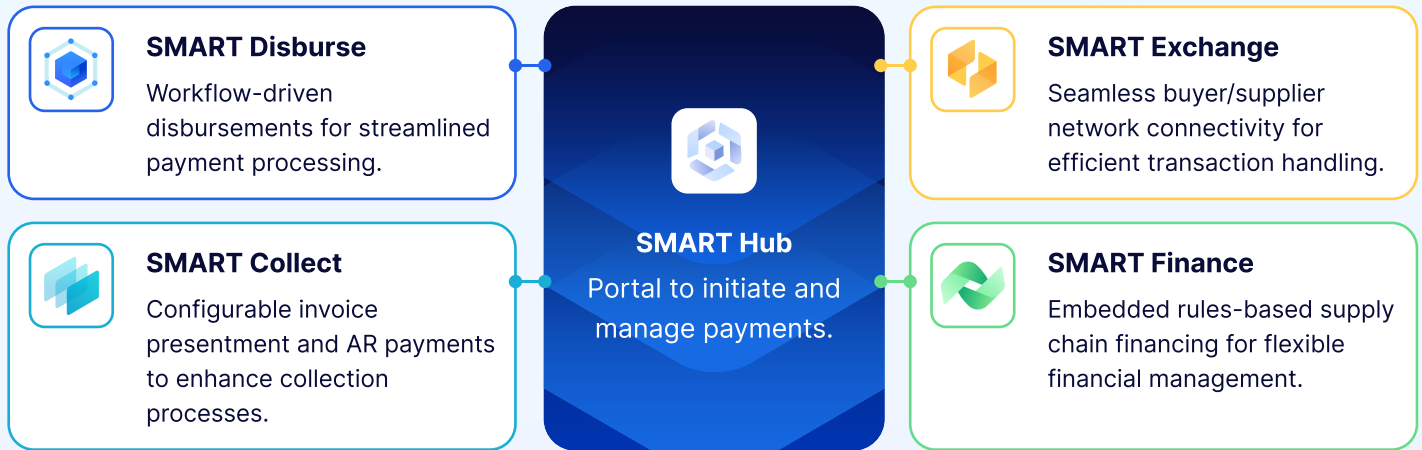 SMART Disburse
Workflow-driven
disbursements for streamlined
payment processing.
SMART Collect
Configurable invoice
presentment and AR payments
to enhance collection
processes.
SMART Hub
Portal to initiate and
manage payments.
SMART Exchange
Seamless buyer/supplier
network connectivity for
efficient transaction handling.
SMART Finance
Embedded rules-based supply
chain financing for flexible
financial management.